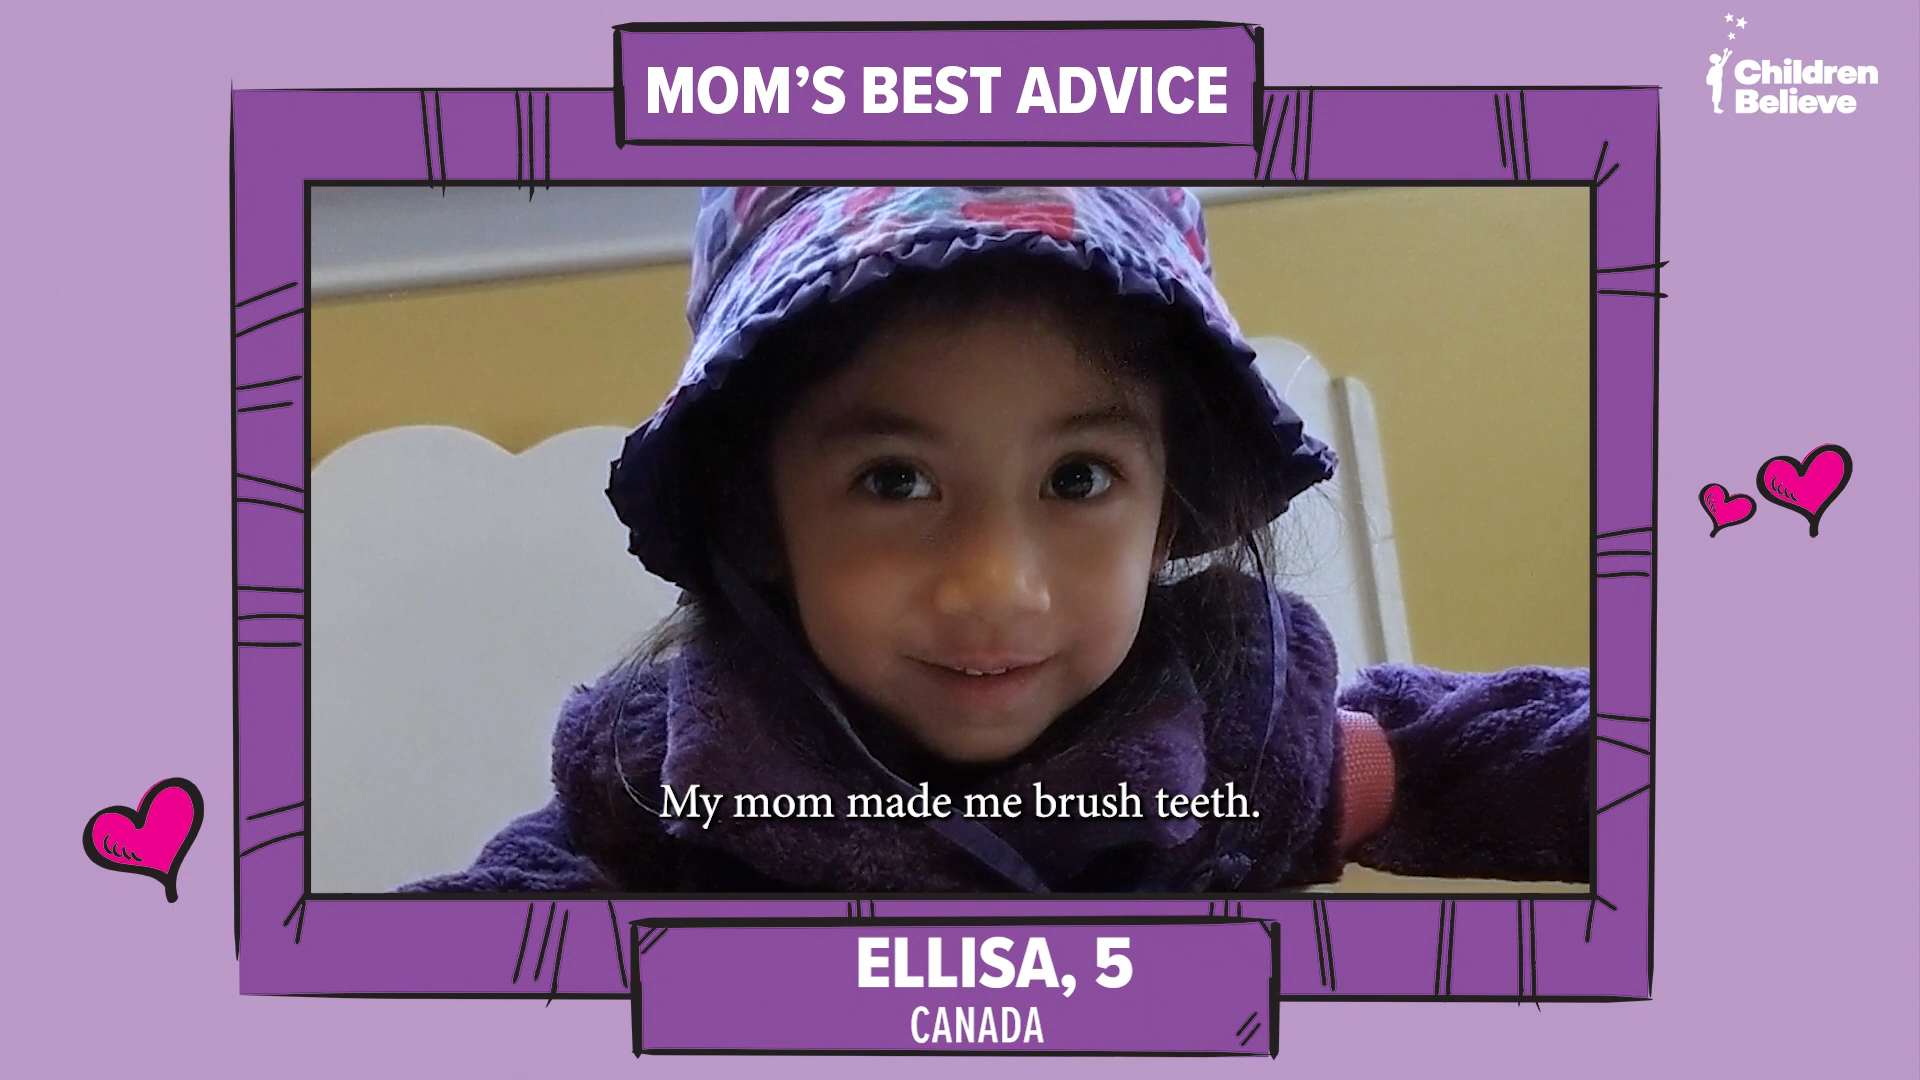 MOM’S BEST ADVICE
Children
Believe
My mom made me brush teeth.
ELLISA, 5
CANADA